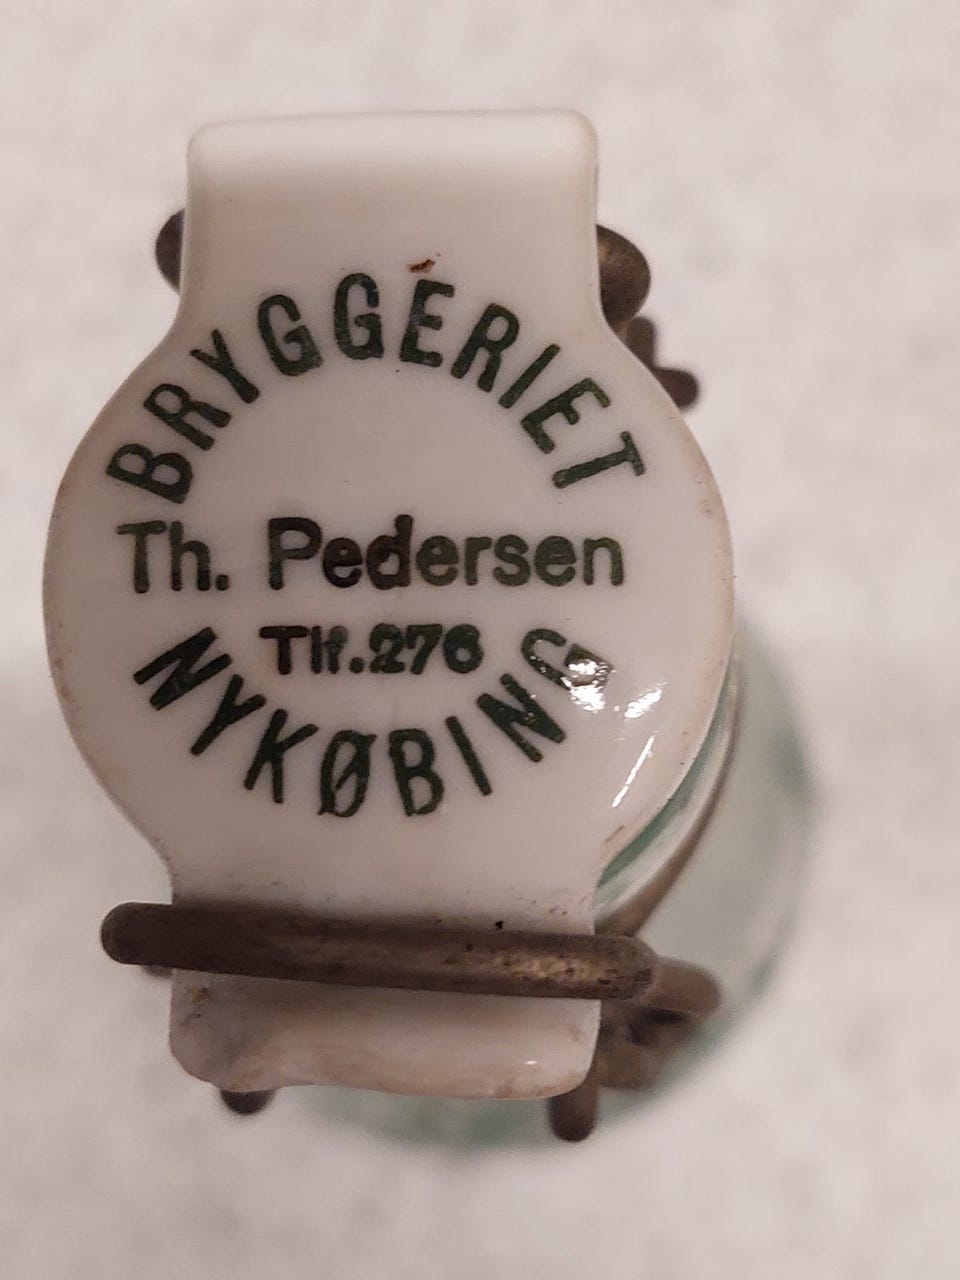 BRYGGERIET
Th. Pedersen
Tlf.276
NYKØBING